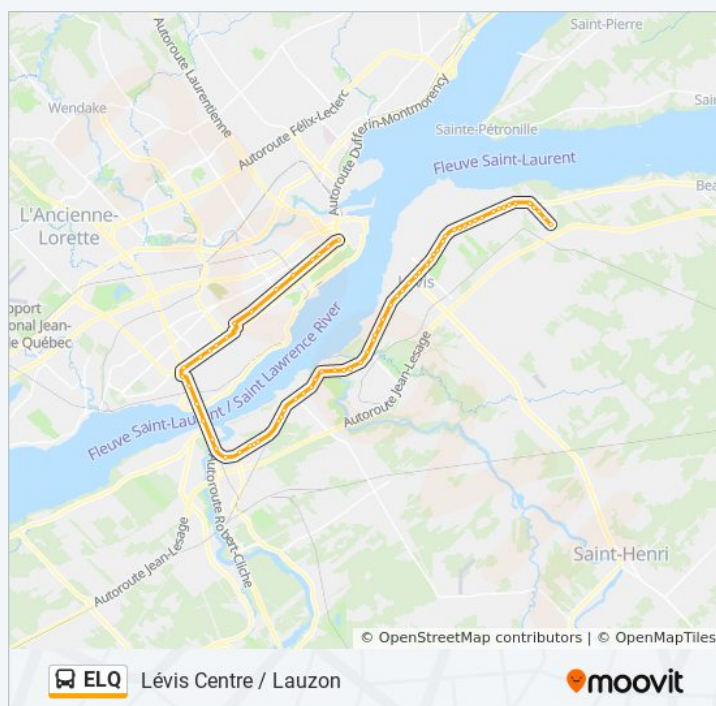 Saint-Pierre
Autoroute Laurentienne
Autoroute Félix-Leclerc
Autoroute Dufferin-Montmorency
Wendake
Sainte-Pétronille
Fleuve Saint-Laurent
L'Ancienne-
Lorette
Autoroute Jean-Lesage
Fleuve Saint-Laurent / Saint Lawrence River
Autoroute Robert-Cliche
Autoroute Jean-Lesage
Saint-Henri
© OpenStreetMap contributors | © OpenMapTiles
ELQ
Lévis Centre / Lauzon
moovit